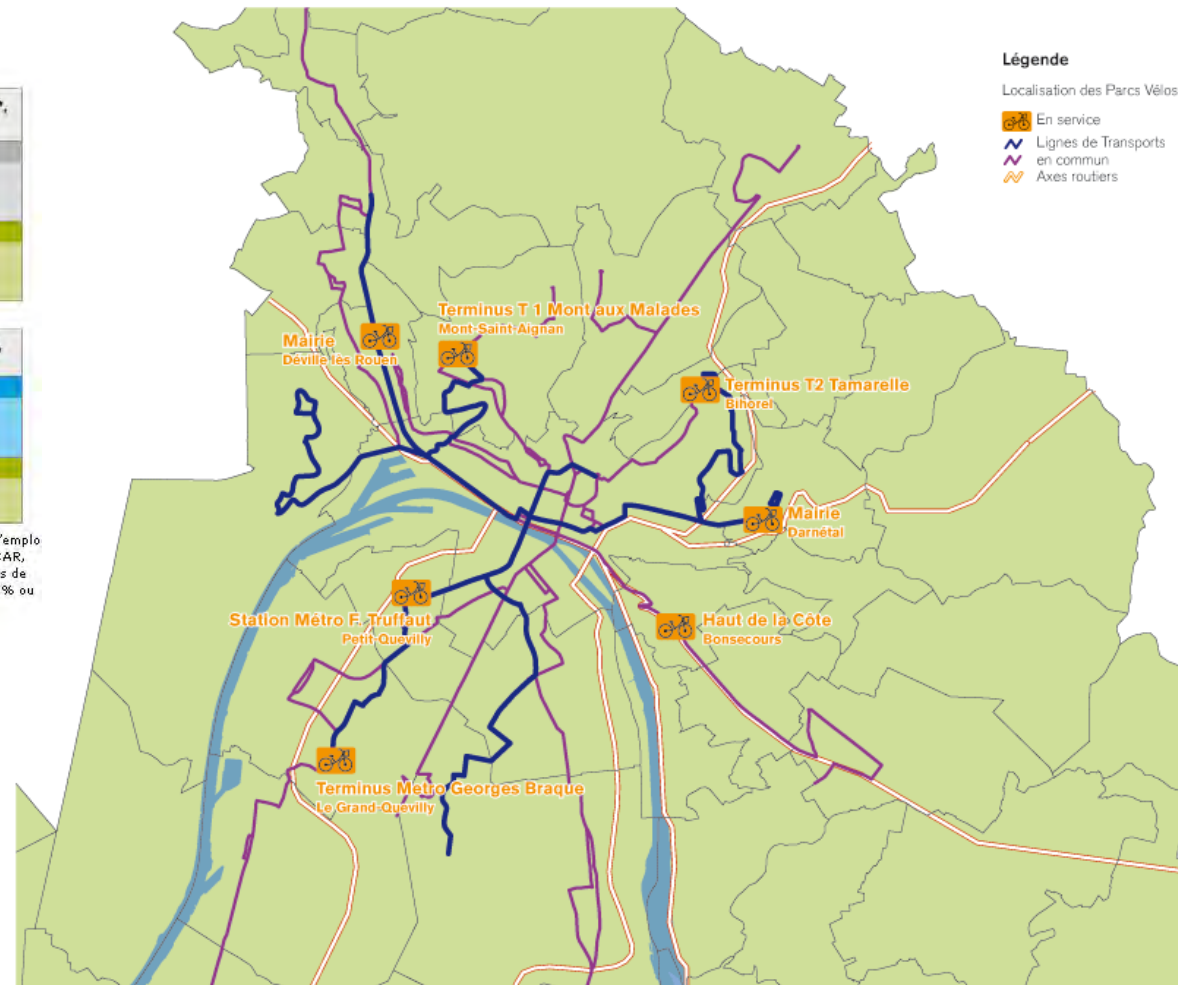 Légende
Localisation des Parcs Vélos
En service
Lignes de Transports
en commun
Axes routiers
Terminus T 1 Mont aux Malades
Mont-Saint-Aignan
Mairie
Déville lès Rouen
Terminus T2 Tamarelle
Bihorel
Mairie
Darnétal
Station Métro F. Truffaut
Petit-Quevilly
Haut de la Côte
Bonsecours
Terminus Métro Georges Braque
Le Grand-Quevilly
'emplo
AR,
s de
% ou